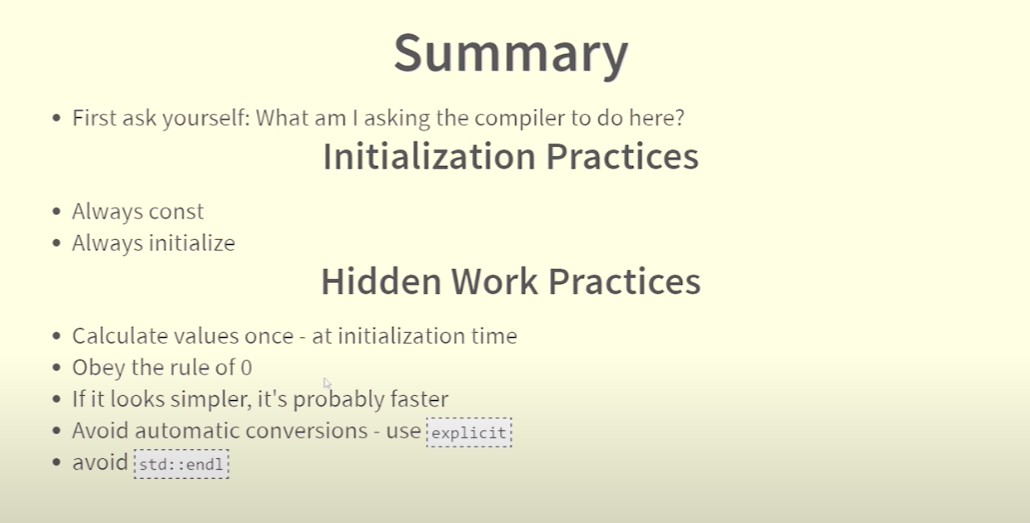 Summary
• First ask yourself: What am I asking the compiler to do here?
Initialization Practices
• Always const
• Always initialize
Hidden Work Practices
• Calculate values once - at initialization time
• Obey the rule of 0
• If it looks simpler, it's probably faster
• Avoid automatic conversions - use explicit
• avoid std::endl